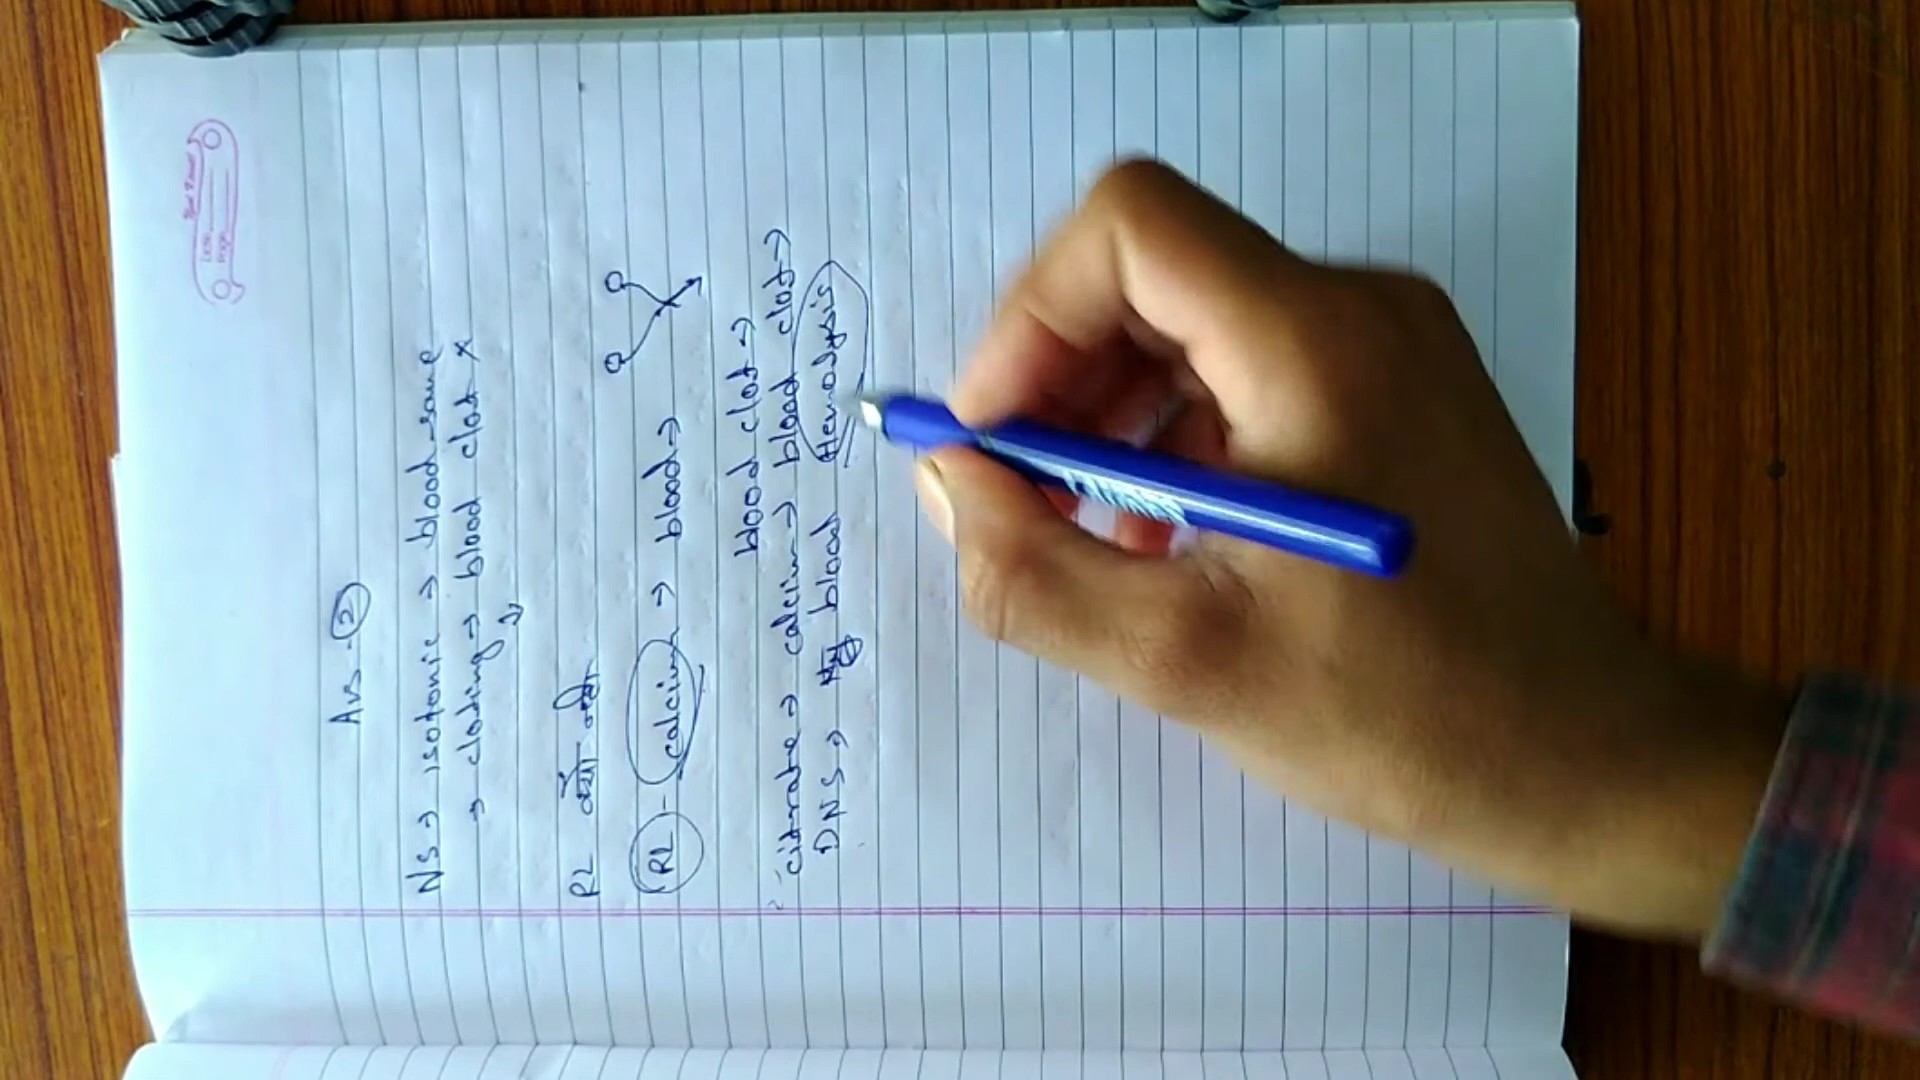 Ans-②
NS → isotonic → blood same
→ cloting → blood clot ×
RL क्यों नहीं
RL - calcium → blood →
blood clot →
citrate → calcium → blood clot →
DNS → blood Hemolysis